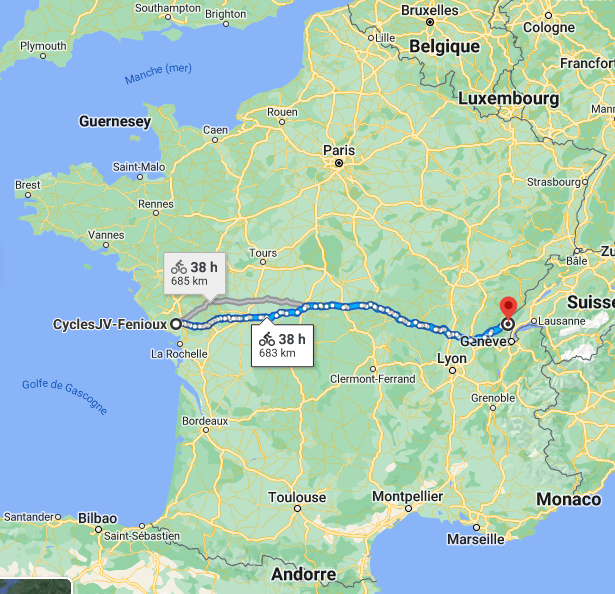 Southampton
Brighton
Plymouth
Bruxelles
Lille
Belgique
Cologne
Francfor
Manche (mer)
Luxembourg
Guernesey
Rouen
Caen
Mann
Paris
Saint-Malo
Brest
Strasbourg
Rennes
Vannes
Tours
Bâle
Zu
38 h
685 km
Suisse
CyclesJV-Fenioux
Lausanne
38 h
683 km
Genève
La Rochelle
Lyon
Clermont-Ferrand
Golfe de Gascogne
Grenoble
Bordeaux
Toulouse
Montpellier
Monaco
Santander
Bilbao
Saint-Sébastien
Marseille
Andorre